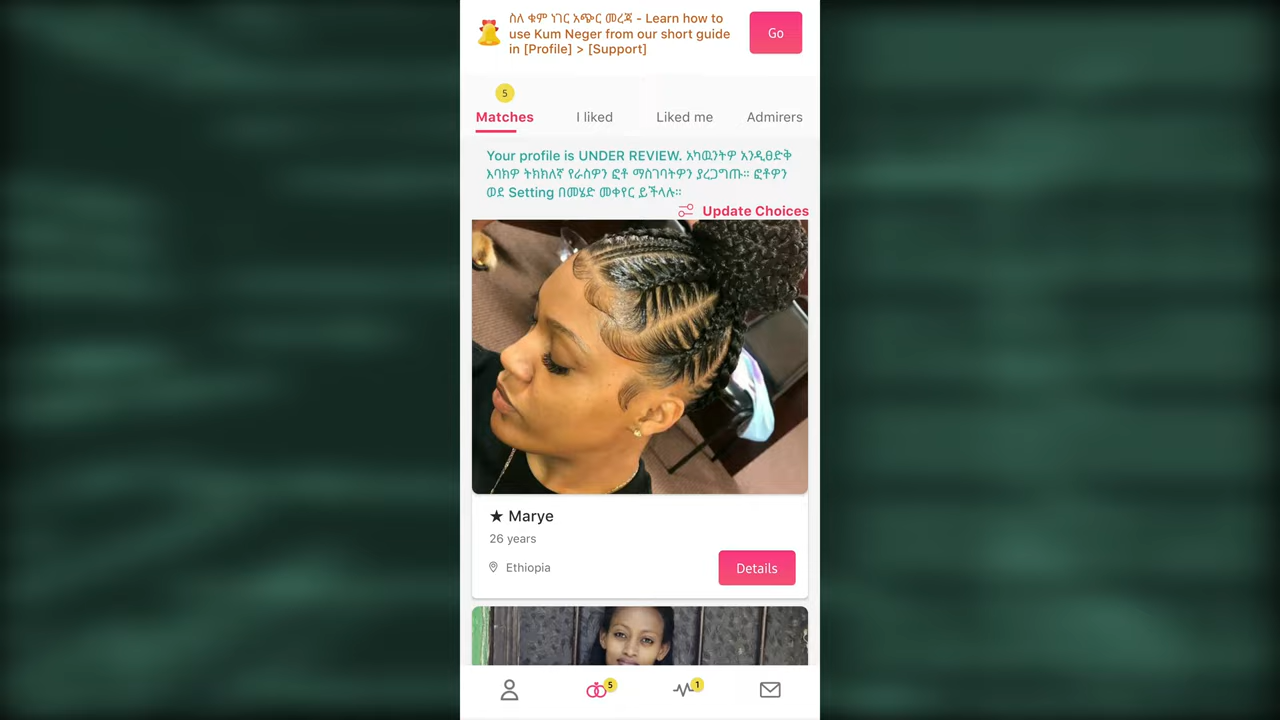 ስለ ቁም ነገር አጭር መረጃ - Learn how to
use Kum Neger from our short guide
in [Profile] > [Support]
Go
5
Matches
I liked
Liked me
Admirers
Your profile is UNDER REVIEW. አካዉንትዎ እንዲፀድቅ
እባክዎ ትክክለኛ የራስዎን ፎቶ ማስገባትዎን ያረጋግጡ። ፎቶዎን
ወደ Setting በመሄድ መቀየር ይችላሉ።
Update Choices
★ Marye
26 years
Ethiopia
Details
5
1